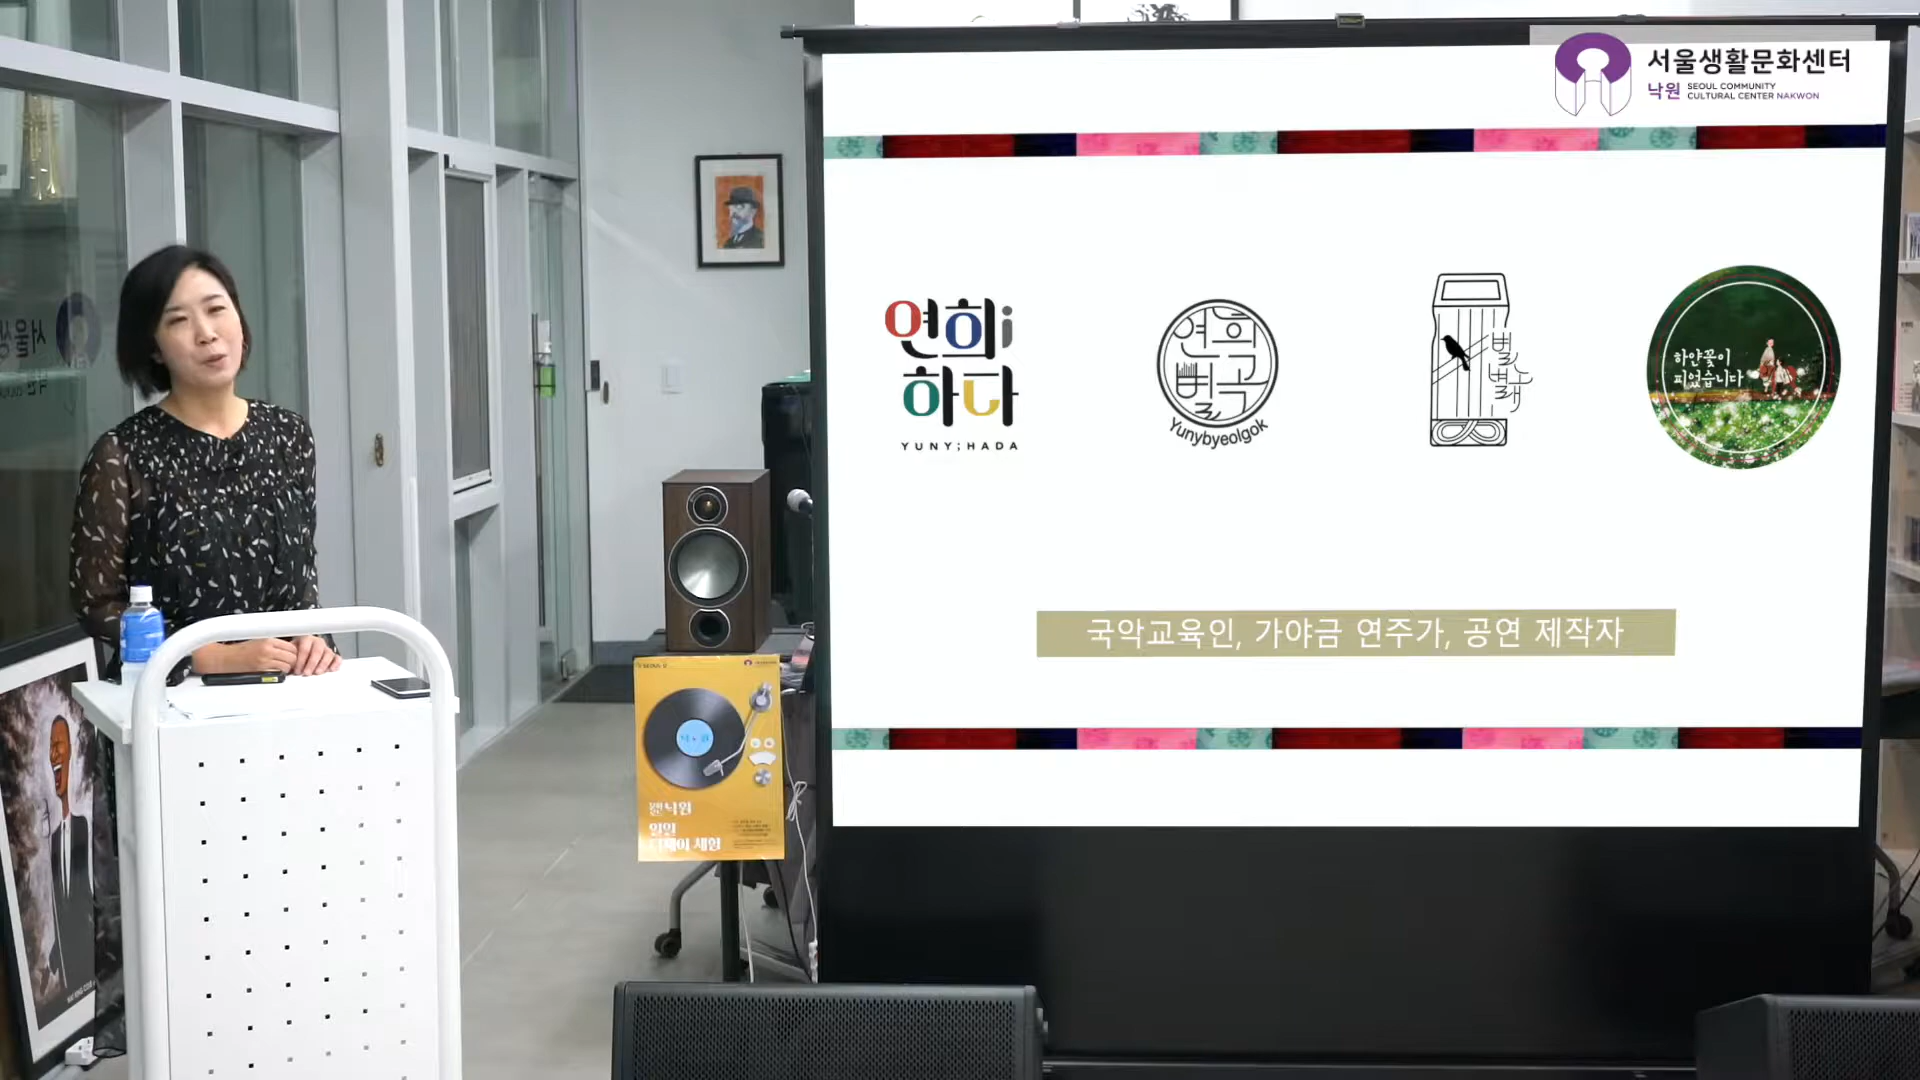 서울생활문화센터
낙원 SEOUL COMMUNITY
CULTURAL CENTER NAKWON
연희;
하다
YUNY;HADA
연희
별곡
Yunybyeolgok
별별
하얀꽃이
피었습니다
국악교육인, 가야금 연주가, 공연 제작자
낙원